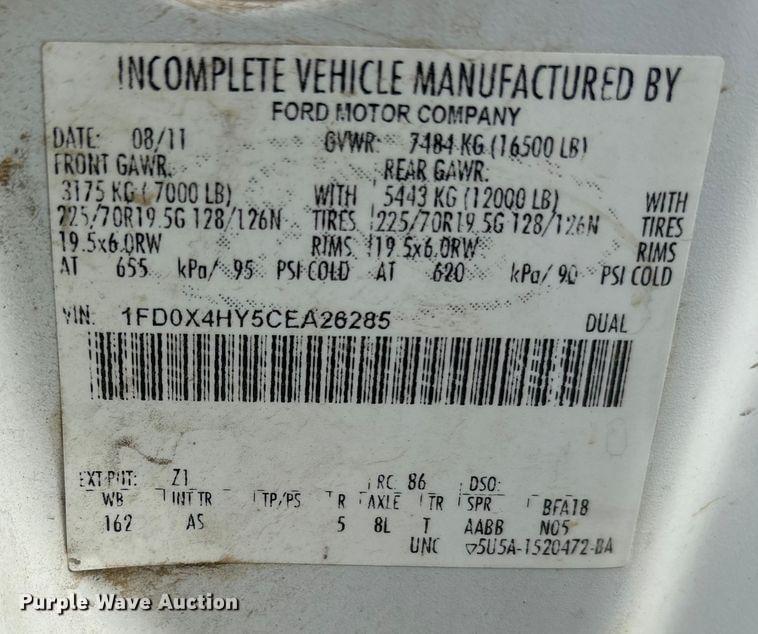 INCOMPLETE VEHICLE MANUFACTURED BY
FORD MOTOR COMPANY
DATE: 08/11 GVWR: 7484 KG (16500 LB)
FRONT GAWR: REAR GAWR:
3175 KG ( 7000 LB) WITH 5443 KG (12000 LB) WITH
225/70R19.5G 128/126N TIRES 225/70R19.5G 128/126N TIRES
19.5x6.0RW RIMS 19.5x6.0RW RIMS
AT 655 kPa/ 95 PSI COLD AT 620 kPa/ 90 PSI COLD
VIN: 1FD0X4HY5CEA26285 DUAL
EXT PNT: Z1 RC: 86 DSO:
WB INT TR TP/PS R AXLE TR SPR BFA18
162 AS 5 8L T AABB N05
UNC 5U5A-1520472-BA
Purple Wave Auction